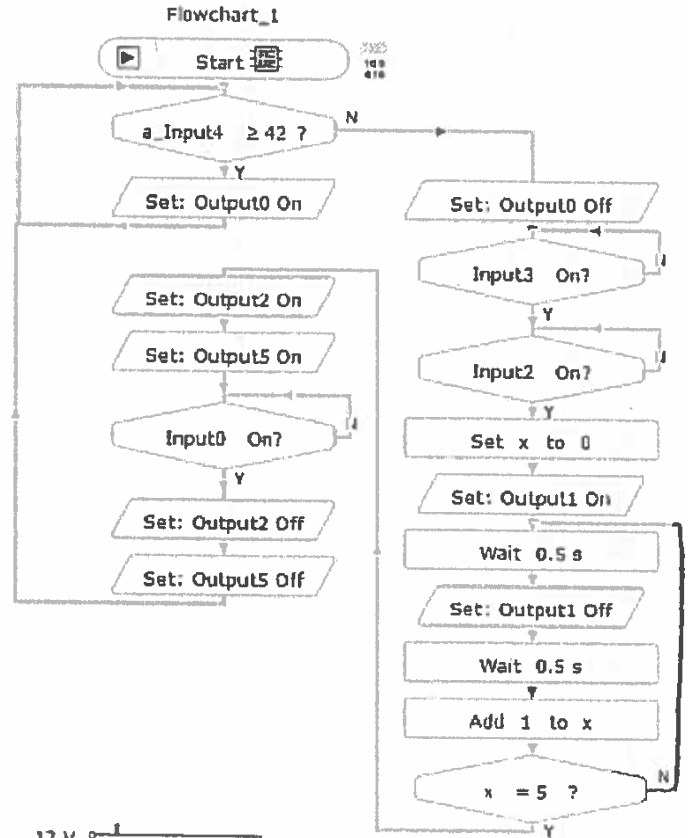 Flowchart_1
Start
a_Input4 ≥ 42 ?
N
Y
Set: Output0 On
Set: Output0 Off
Input3 On?
N
Y
Input2 On?
N
Y
Set x to 0
Set: Output1 On
Wait 0.5 s
Set: Output1 Off
Wait 0.5 s
Add 1 to x
x = 5 ?
N
Y
Set: Output2 On
Set: Output5 On
Input0 On?
N
Y
Set: Output2 Off
Set: Output5 Off
12 V